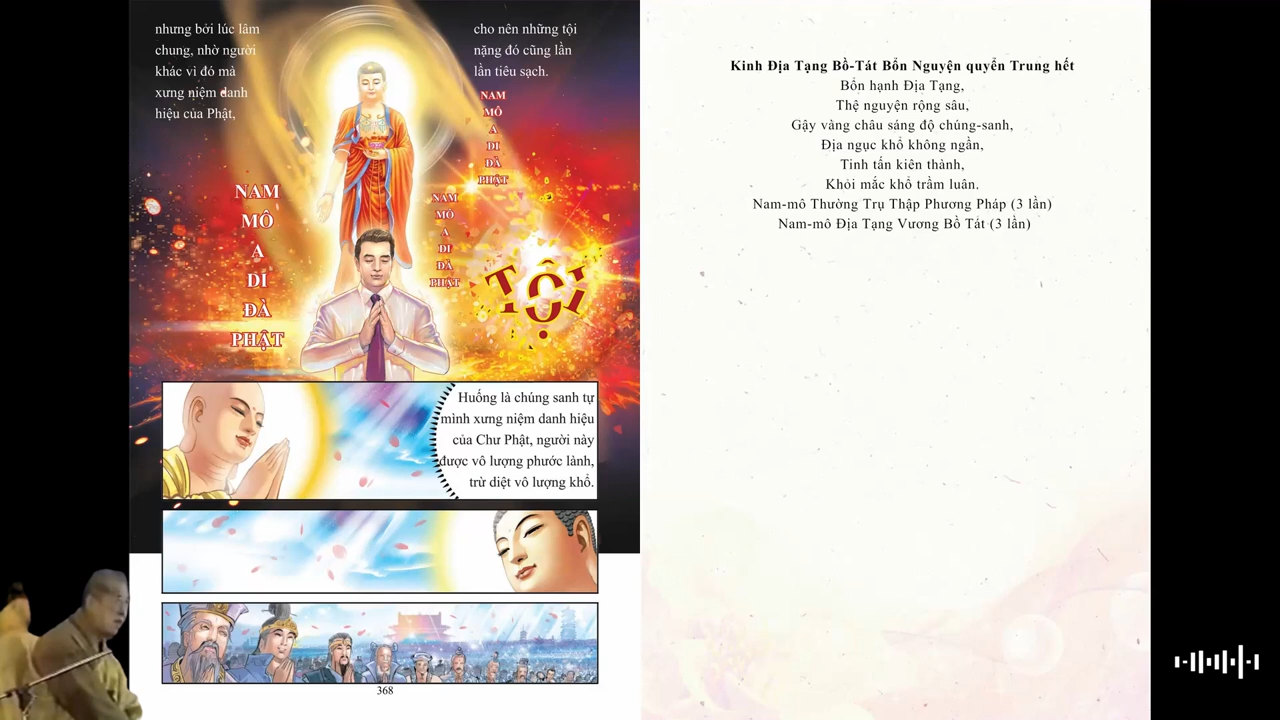 nhưng bởi lúc lâm
chung, nhờ người
khác vì đó mà
xưng niệm danh
hiệu của Phật,
cho nên những tội
nặng đó cũng lần
lần tiêu sạch.
NAM
MÔ
A
DI
ĐÀ
PHẬT
NAM
MÔ
A
DI
ĐÀ
PHẬT
NAM
MÔ
A
DI
ĐÀ
PHẬT
TỘI
Huống là chúng sanh tự
mình xưng niệm danh hiệu
của Chư Phật, người này
được vô lượng phước lành,
trừ diệt vô lượng khổ.
368
Kinh Địa Tạng Bồ-Tát Bổn Nguyện quyển Trung hết
Bổn hạnh Địa Tạng,
Thệ nguyện rộng sâu,
Gậy vàng châu sáng độ chúng-sanh,
Địa ngục khổ không ngần,
Tinh tấn kiên thành,
Khỏi mắc khổ trầm luân.
Nam-mô Thường Trụ Thập Phương Pháp (3 lần)
Nam-mô Địa Tạng Vương Bồ Tát (3 lần)